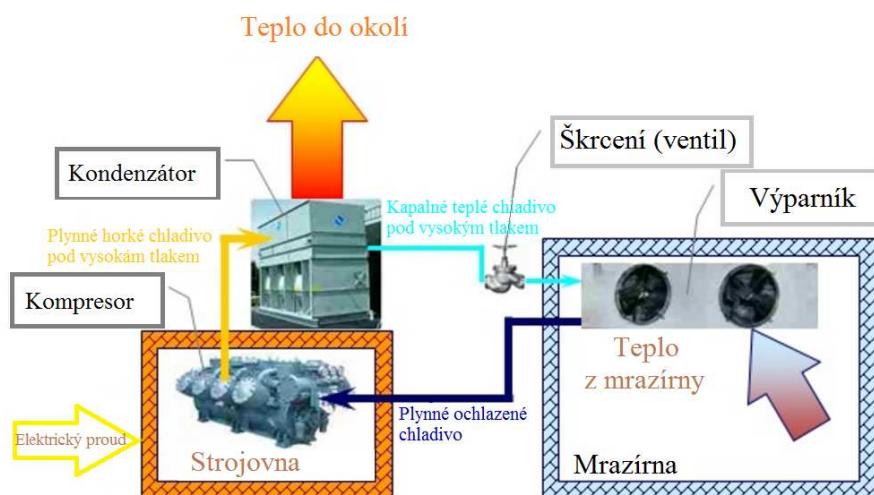 Teplo do okolí
Škrcení (ventil)
Kondenzátor
Výparník
Kapalné teplé chladivo
pod vysokým tlakem
Plynné horké chladivo
pod vysokám tlakem
Kompresor
Teplo
z mrazírny
Plynné ochlazené
chladivo
Elektrický proud
Strojovna
Mrazírna